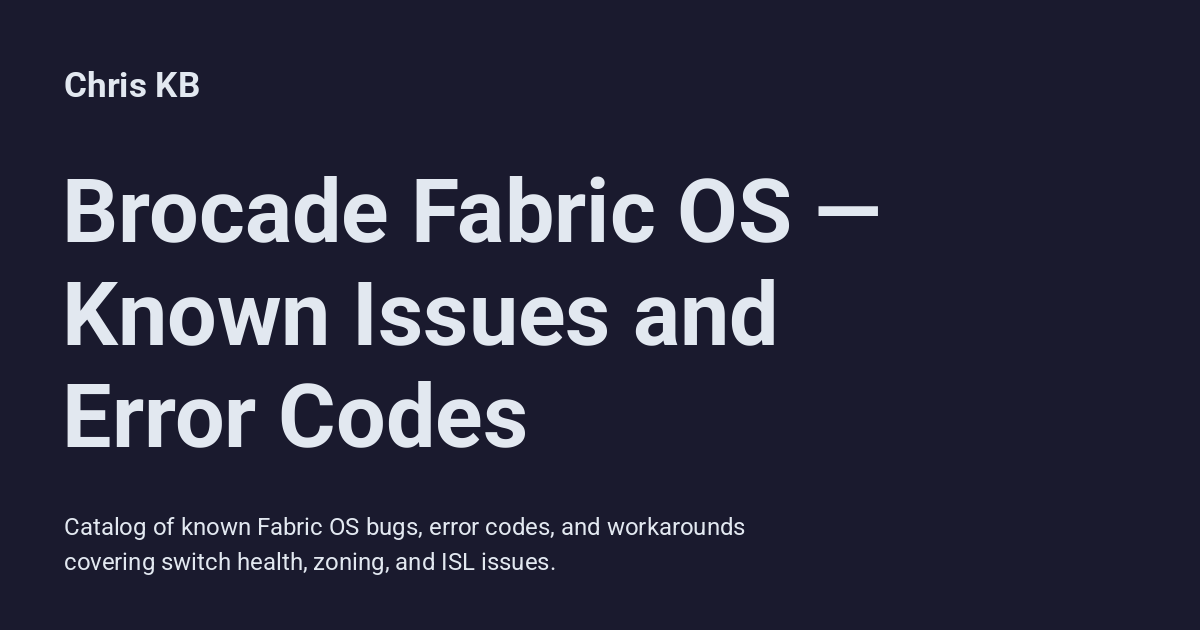 Chris KB
Brocade Fabric OS —
Known Issues and
Error Codes
Catalog of known Fabric OS bugs, error codes, and workarounds
covering switch health, zoning, and ISL issues.